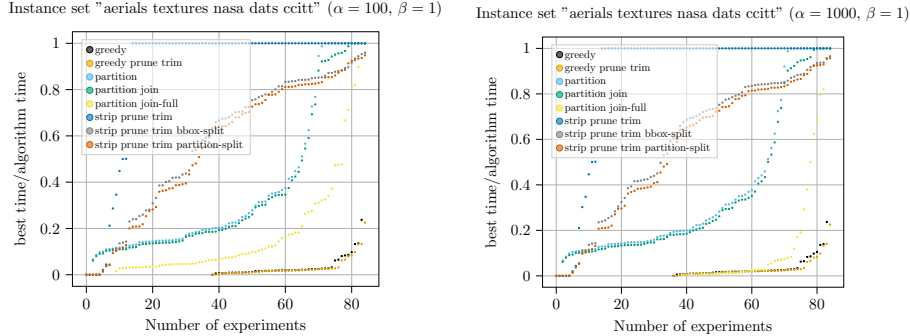 Instance set "aerials textures nasa dats ccitt" (α = 100, β = 1)
best time/algorithm time
1
0.8
0.6
0.4
0.2
0
greedy
greedy prune trim
partition
partition join
partition join-full
strip prune trim
strip prune trim bbox-split
strip prune trim partition-split
0 20 40 60 80
Number of experiments
Instance set "aerials textures nasa dats ccitt" (α = 1000, β = 1)
best time/algorithm time
1
0.8
0.6
0.4
0.2
0
greedy
greedy prune trim
partition
partition join
partition join-full
strip prune trim
strip prune trim bbox-split
strip prune trim partition-split
0 20 40 60 80
Number of experiments